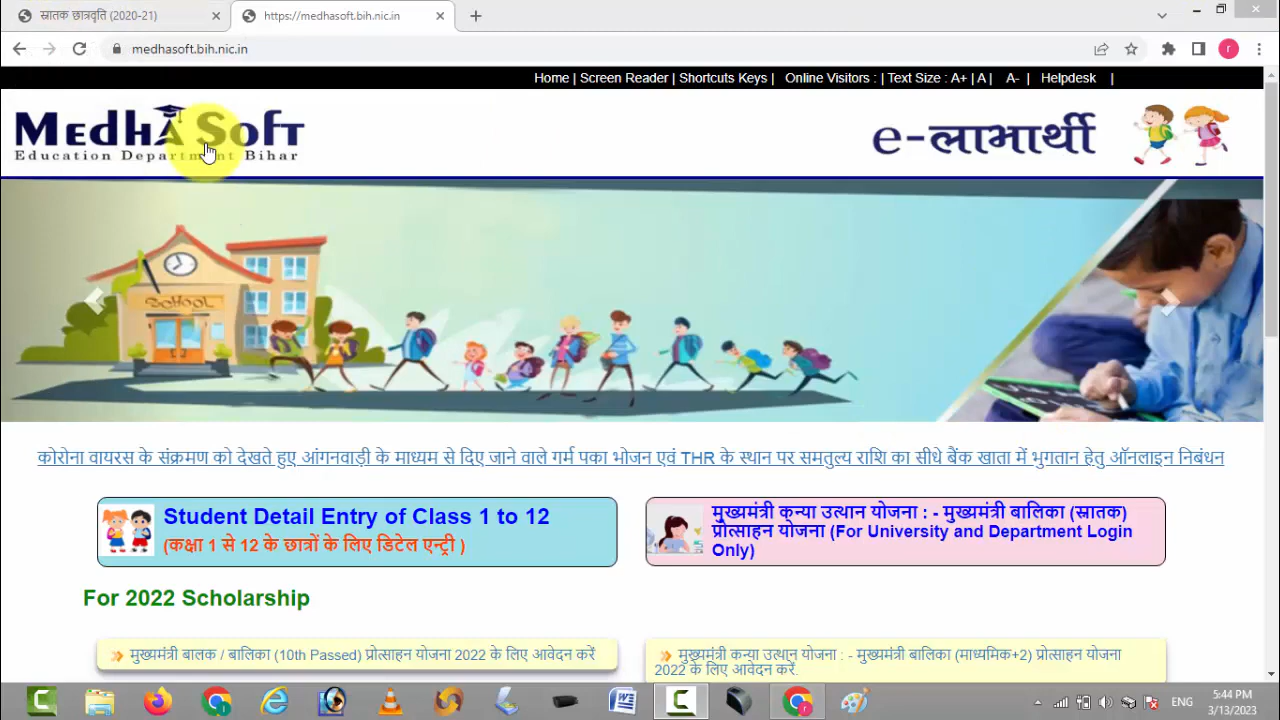 स्नातक छात्रवृति (2020-21)
https://medhasoft.bih.nic.in
medhasoft.bih.nic.in
r
Home | Screen Reader | Shortcuts Keys | Online Visitors : | Text Size : A+ | A | A- | Helpdesk |
MedhaSoft
Education Department Bihar
e-लाभार्थी
SCHOOL
कोरोना वायरस के संक्रमण को देखते हुए आंगनवाड़ी के माध्यम से दिए जाने वाले गर्म पका भोजन एवं THR के स्थान पर समतुल्य राशि का सीधे बैंक खाता में भुगतान हेतु ऑनलाइन निबंधन
Student Detail Entry of Class 1 to 12
(कक्षा 1 से 12 के छात्रों के लिए डिटेल एन्ट्री )
मुख्यमंत्री कन्या उत्थान योजना : - मुख्यमंत्री बालिका (स्नातक)
प्रोत्साहन योजना (For University and Department Login
Only)
For 2022 Scholarship
मुख्यमंत्री बालक / बालिका (10th Passed) प्रोत्साहन योजना 2022 के लिए आवेदन करें
मुख्यमंत्री कन्या उत्थान योजना : - मुख्यमंत्री बालिका (माध्यमिक+2) प्रोत्साहन योजना
2022 के लिए आवेदन करें.
ENG
5:44 PM
3/13/2023